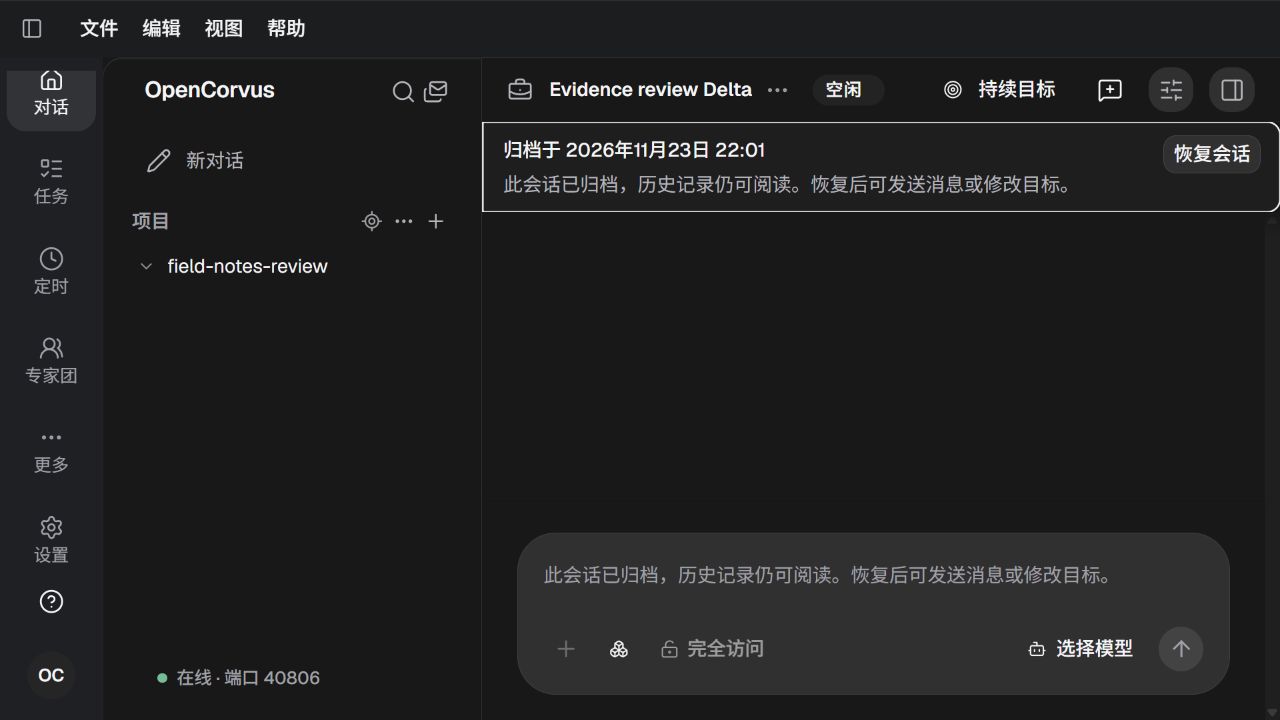 文件 编辑 视图 帮助
对话
任务
定时
专家团
更多
设置
OC
OpenCorvus
新对话
项目
field-notes-review
在线 · 端口 40806
Evidence review Delta
空闲
持续目标
归档于 2026年11月23日 22:01
此会话已归档，历史记录仍可阅读。恢复后可发送消息或修改目标。
恢复会话
此会话已归档，历史记录仍可阅读。恢复后可发送消息或修改目标。
完全访问
选择模型